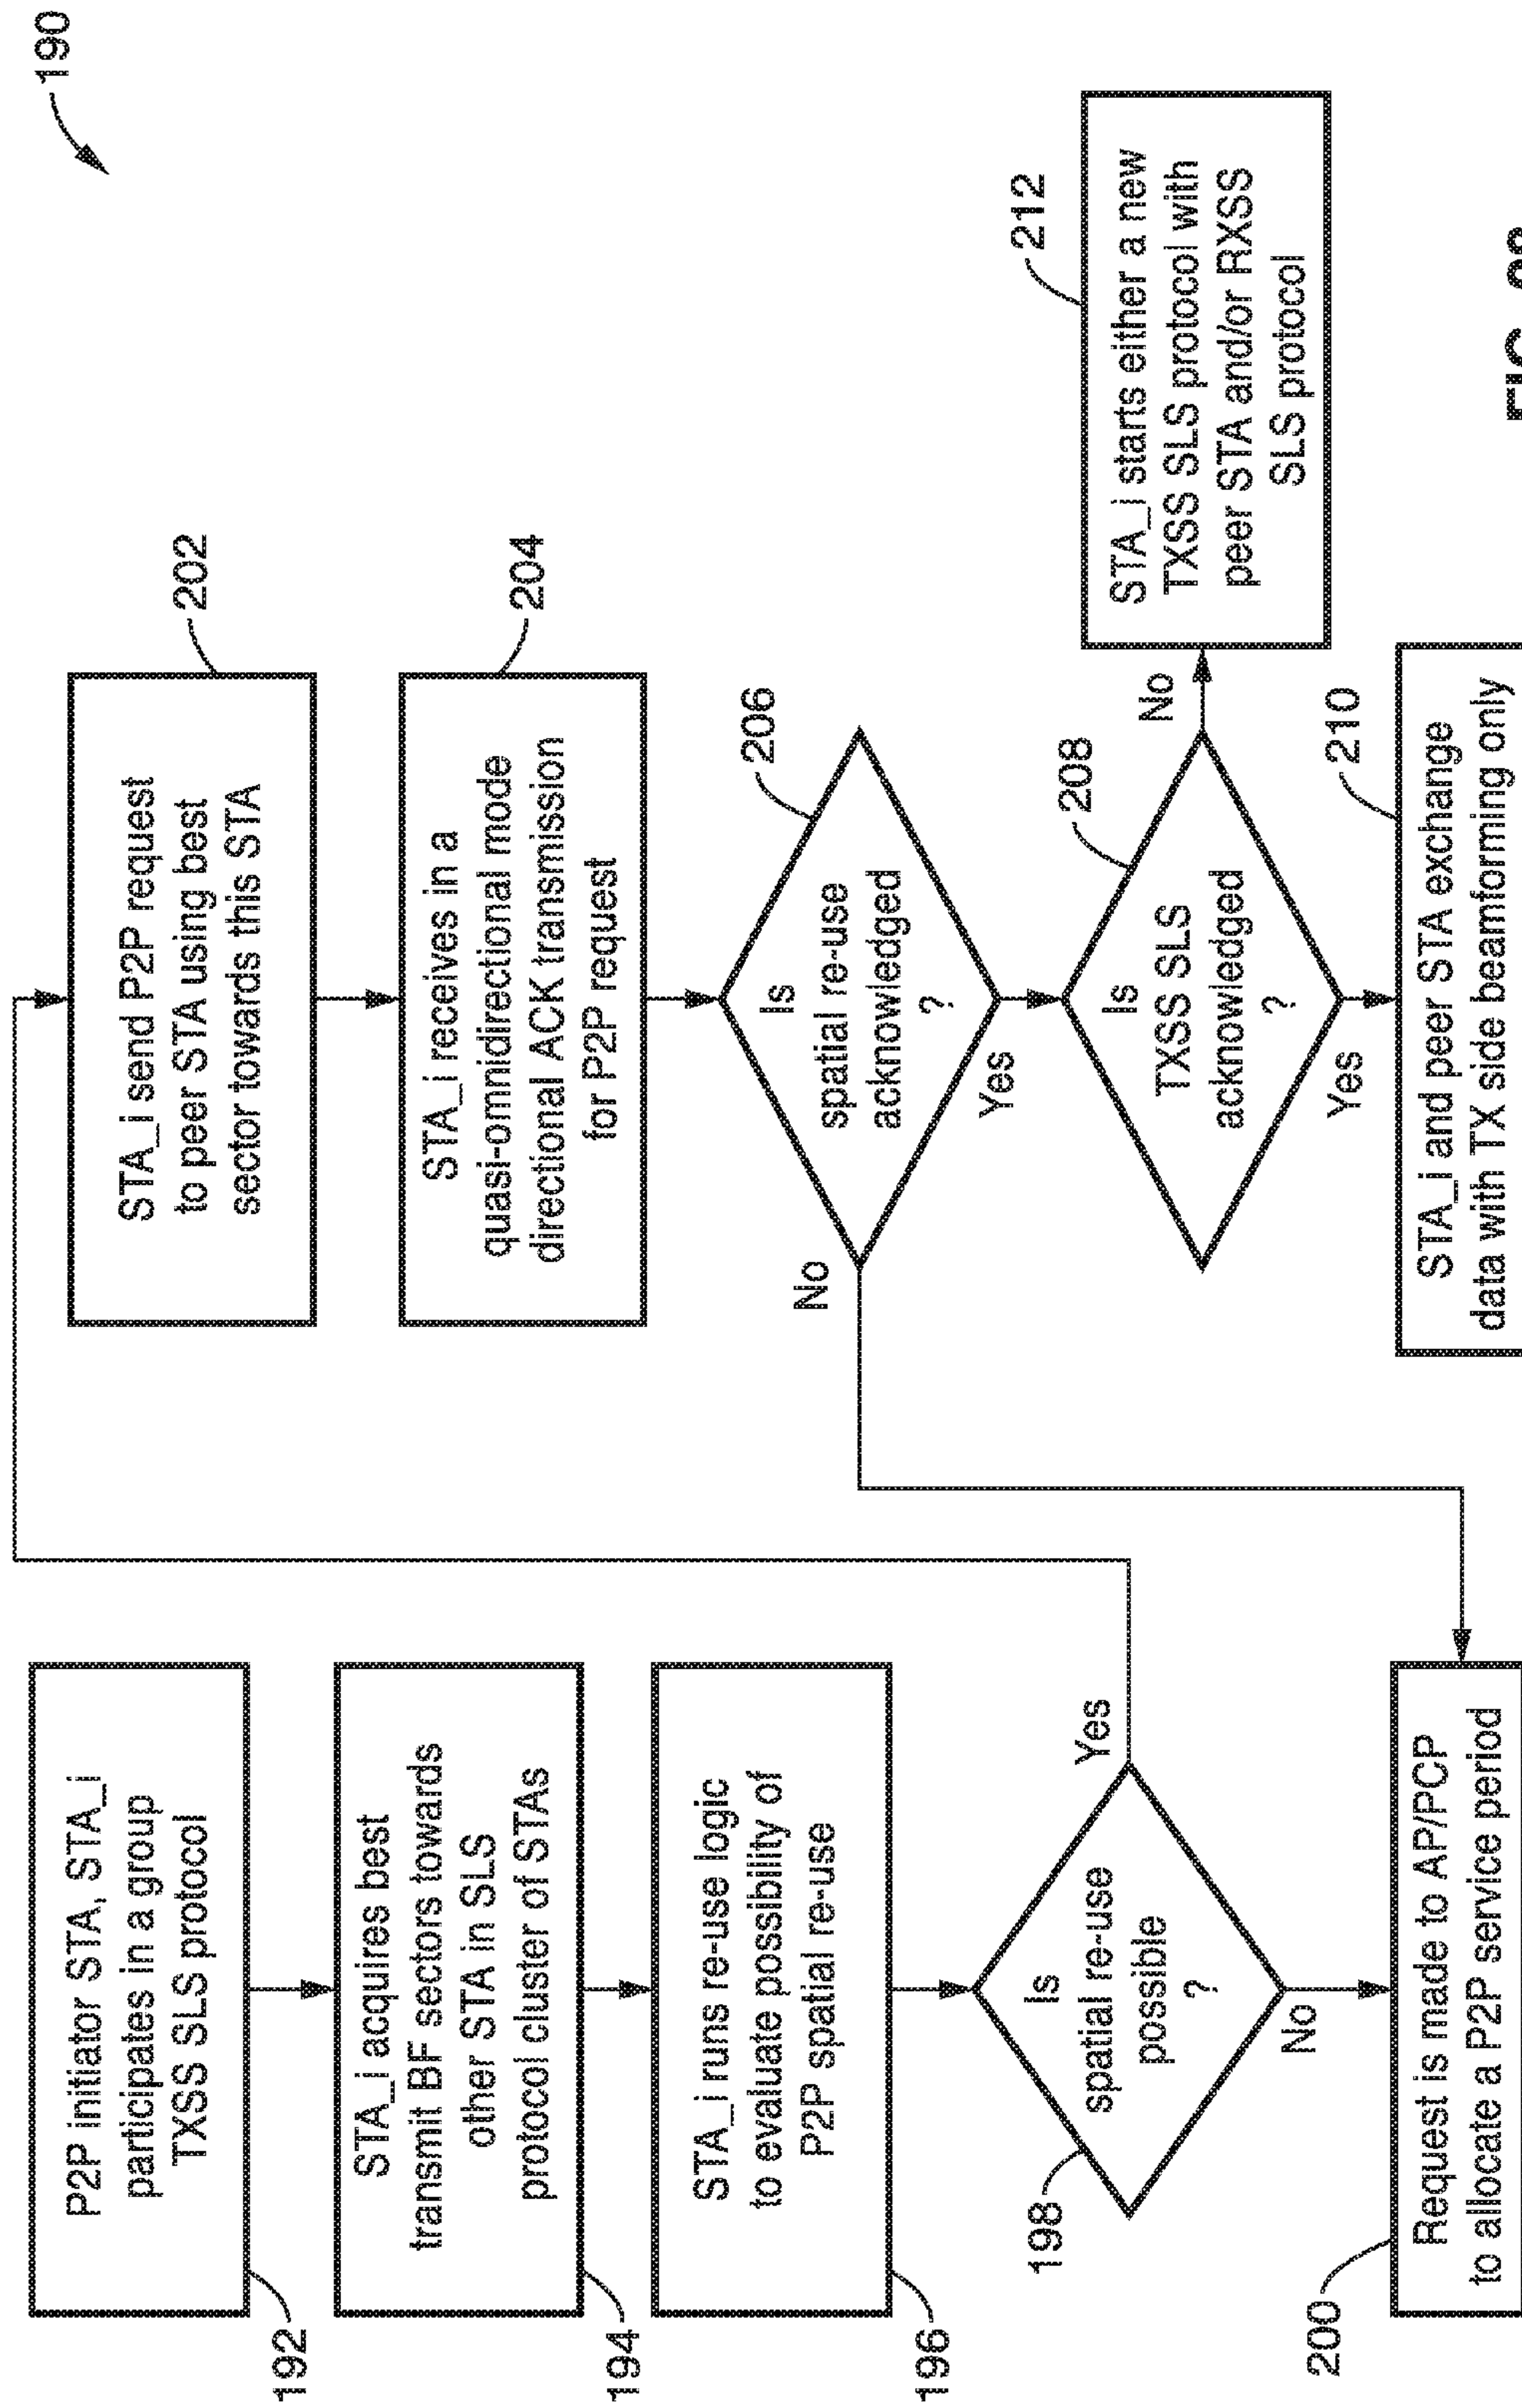 190
P2P initiator STA, STA_i
participates in a group
TXSS SLS protocol
192
STA_i acquires best
transmit BF sectors towards
other STA in SLS
protocol cluster of STAs
194
STA_i runs re-use logic
to evaluate possibility of
P2P spatial re-use
196
Is
spatial re-use
possible
?
198
Yes
No
Request is made to AP/PCP
to allocate a P2P service period
200
STA_i send P2P request
to peer STA using best
sector towards this STA
202
STA_i receives in a
quasi-omnidirectional mode
directional ACK transmission
for P2P request
204
Is
spatial re-use
acknowledged
?
206
No
Yes
Is
TXSS SLS
acknowledged
?
208
No
Yes
STA_i and peer STA exchange
data with TX side beamforming only
210
STA_i starts either a new
TXSS SLS protocol with
peer STA and/or RXSS
SLS protocol
212
FIG.